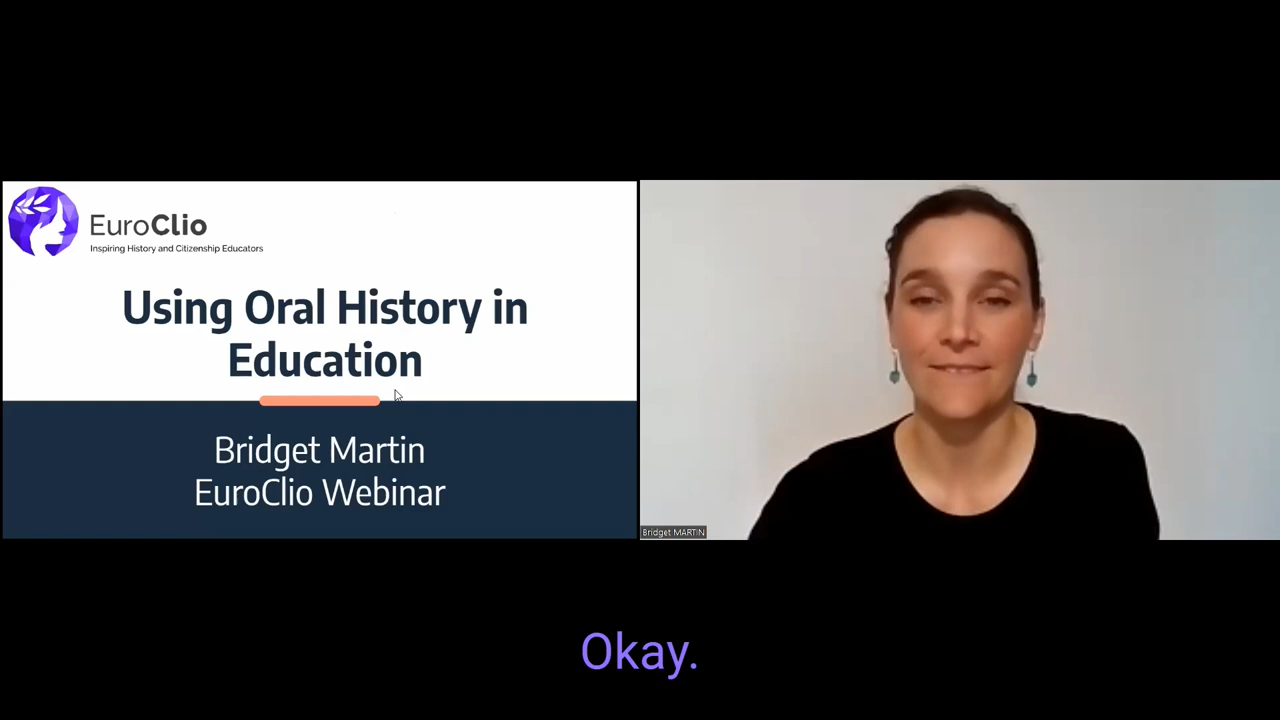 EuroClio
Inspiring History and Citizenship Educators
Using Oral History in
Education
Bridget Martin
EuroClio Webinar
Bridget MARTIN
Okay.